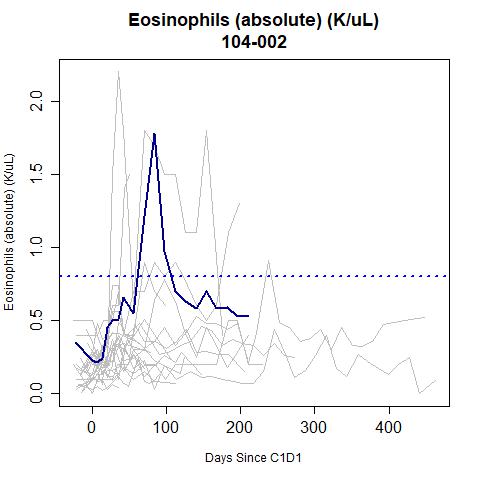 Eosinophils (absolute) (K/uL)
104-002
Eosinophils (absolute) (K/uL)
2.0
1.5
1.0
0.5
0.0
0 100 200 300 400
Days Since C1D1